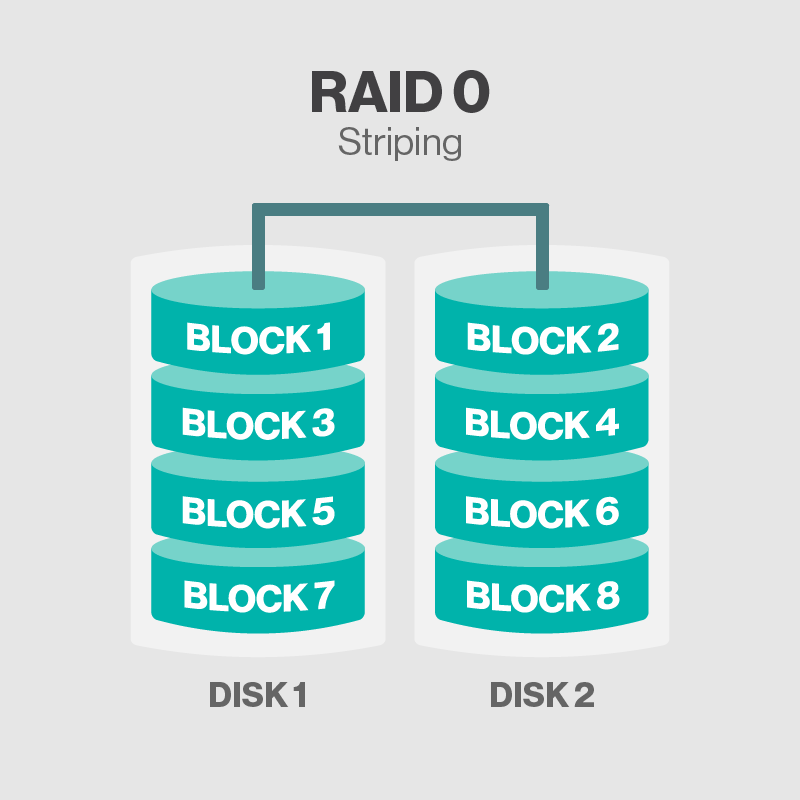 RAID 0
Striping
BLOCK 1
BLOCK 3
BLOCK 5
BLOCK 7
DISK 1
BLOCK 2
BLOCK 4
BLOCK 6
BLOCK 8
DISK 2